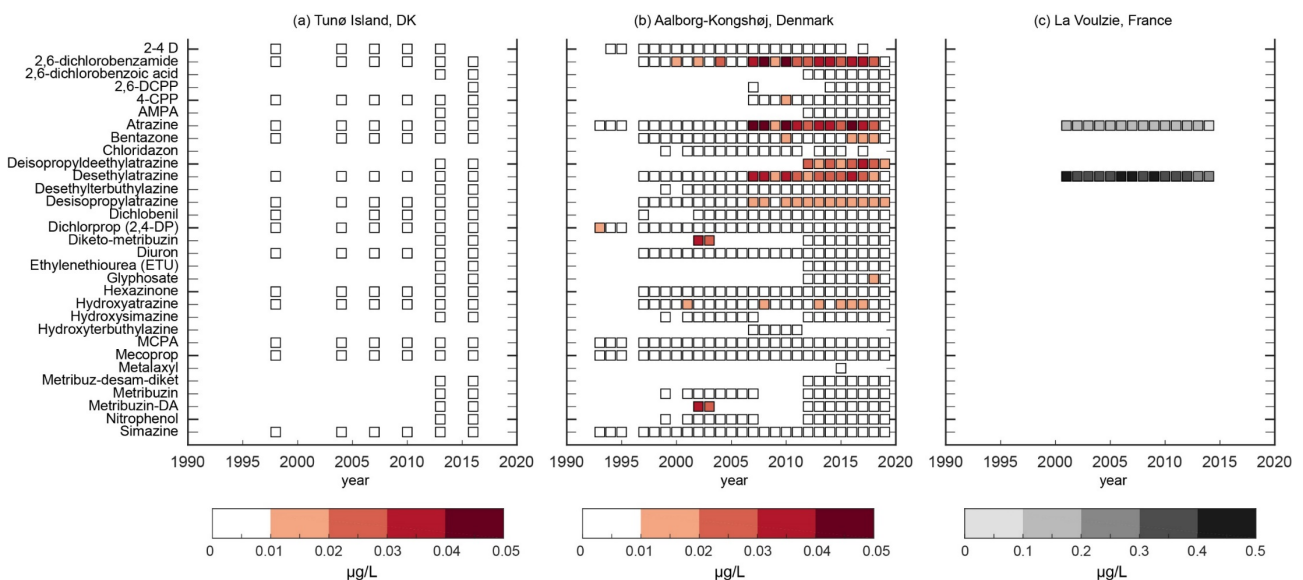 (a) Tunø Island, DK
(b) Aalborg-Kongshøj, Denmark
(c) La Voulzie, France
2-4 D
2,6-dichlorobenzamide
2,6-dichlorobenzoic acid
2,6-DCPP
4-CPP
AMPA
Atrazine
Bentazone
Chloridazon
Deisopropyldeethylatrazine
Desethylatrazine
Desethylterbuthylazine
Desisopropylatrazine
Dichlobenil
Dichlorprop (2,4-DP)
Diketo-metribuzin
Diuron
Ethylenethiourea (ETU)
Glyphosate
Hexazinone
Hydroxyatrazine
Hydroxysimazine
Hydroxyterbuthylazine
MCPA
Mecoprop
Metalaxyl
Metribuz-desam-diket
Metribuzin
Metribuzin-DA
Nitrophenol
Simazine
1990 1995 2000 2005 2010 2015 2020
year
1990 1995 2000 2005 2010 2015 2020
year
1990 1995 2000 2005 2010 2015 2020
year
0 0.01 0.02 0.03 0.04 0.05
µg/L
0 0.01 0.02 0.03 0.04 0.05
µg/L
0 0.1 0.2 0.3 0.4 0.5
µg/L